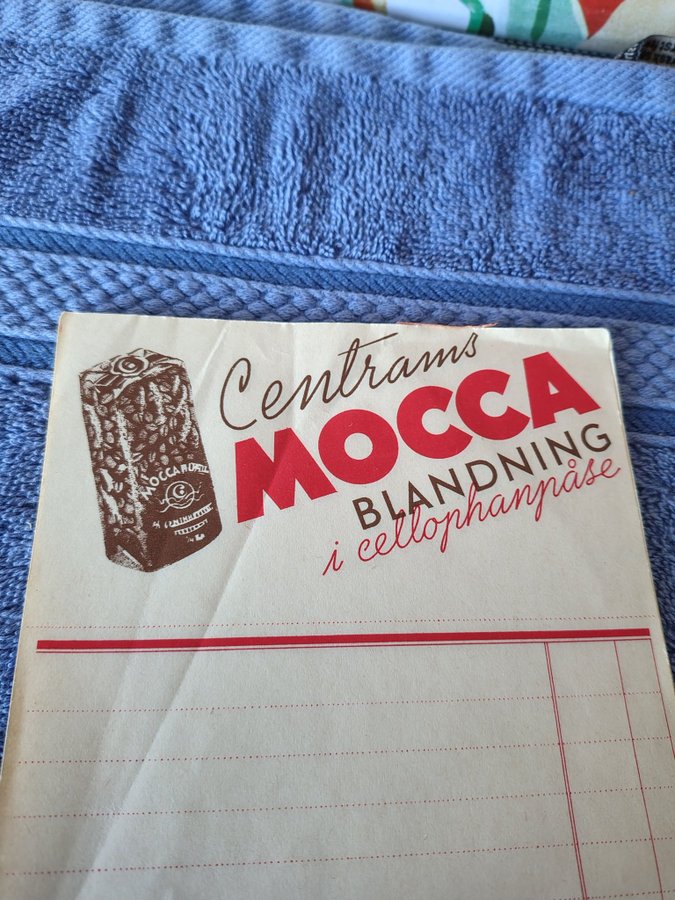 Centrams
MOCCA
BLANDNING
i cellophanpåse